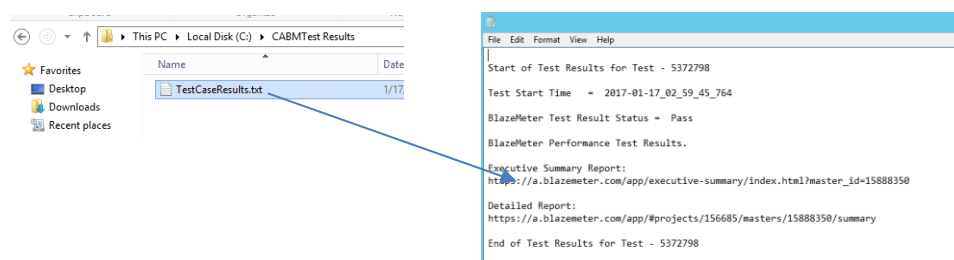 This PC Local Disk (C:) CABMTest Results
Favorites
Desktop
Downloads
Recent places
Name Date
TestCaseResults.txt 1/17
File Edit Format View Help
Start of Test Results for Test - 5372798
Test Start Time = 2017-01-17_02_59_45_764
BlazeMeter Test Result Status = Pass
BlazeMeter Performance Test Results.
Executive Summary Report:
https://a.blazemeter.com/app/executive-summary/index.html?master_id=15888350
Detailed Report:
https://a.blazemeter.com/app/#projects/156685/masters/15888350/summary
End of Test Results for Test - 5372798